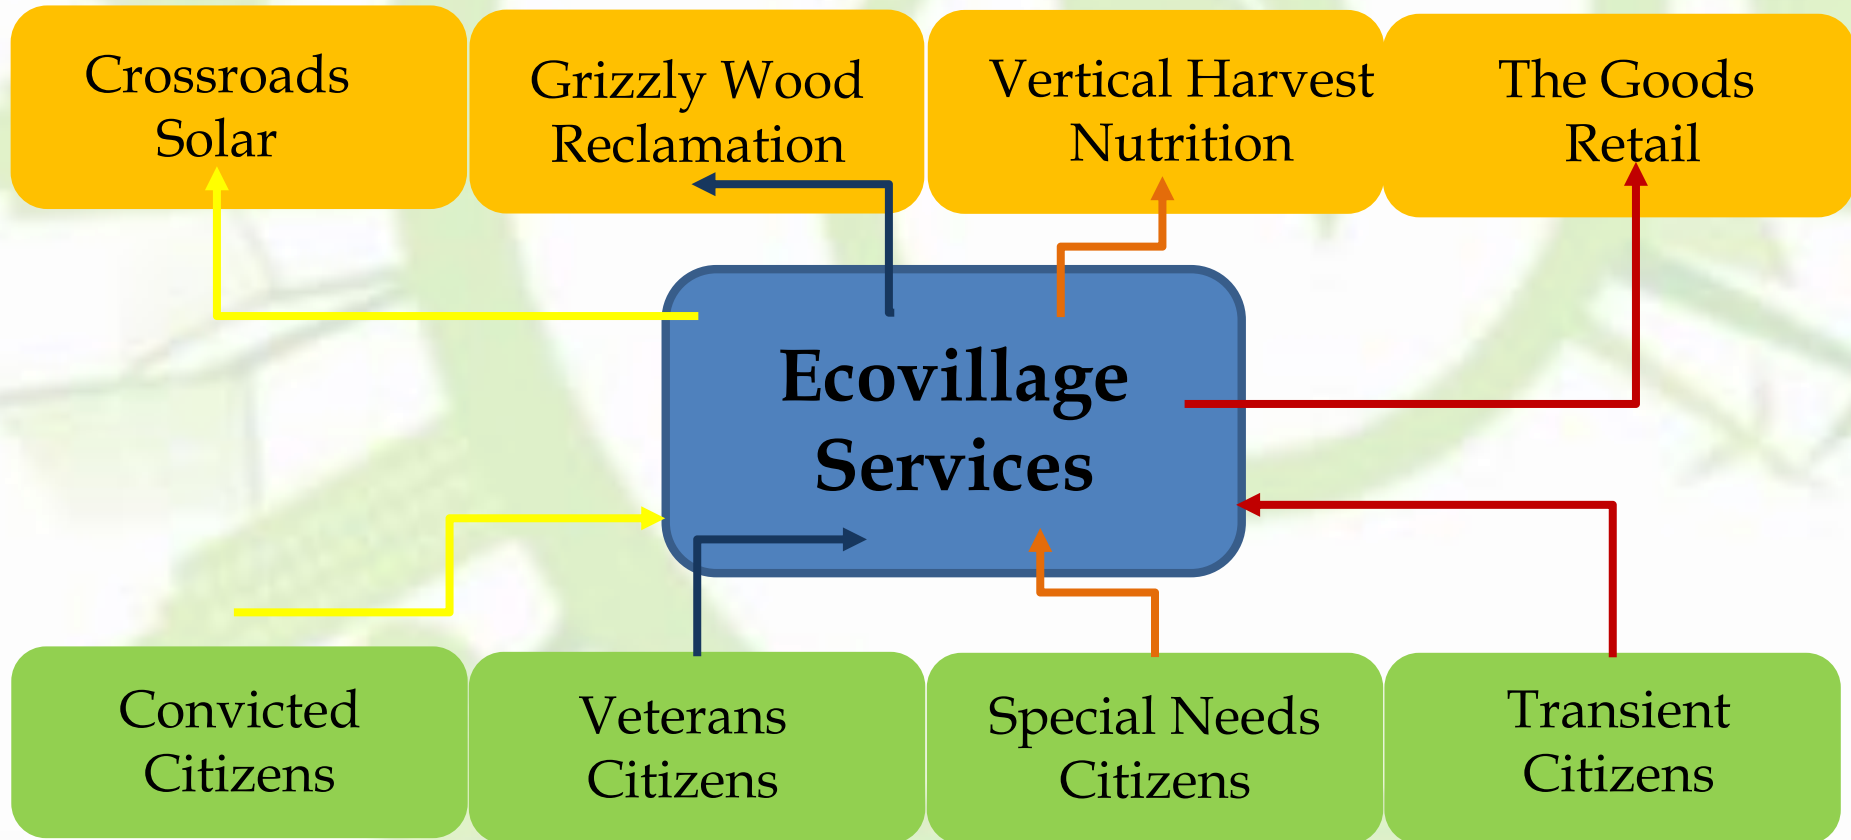 Crossroads
Solar
Grizzly Wood
Reclamation
Vertical Harvest
Nutrition
The Goods
Retail
Ecovillage
Services
Convicted
Citizens
Veterans
Citizens
Special Needs
Citizens
Transient
Citizens